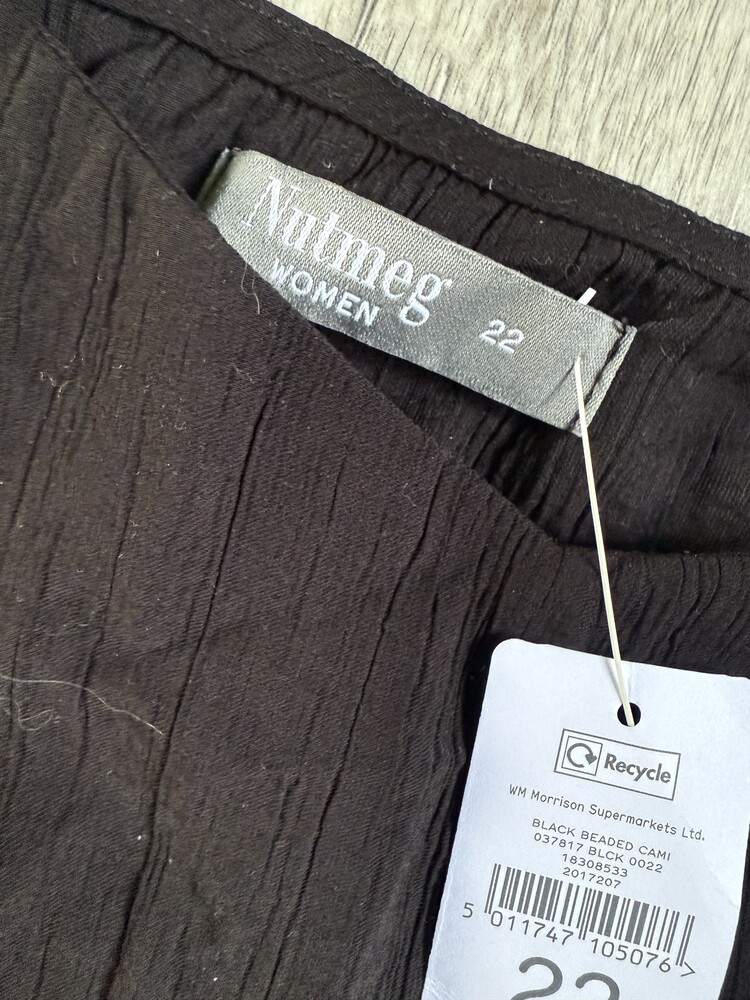 Nutmeg
WOMEN
22
Recycle
WM Morrison Supermarkets Ltd.
BLACK BEADED CAMI
037817 BLCK 0022
18308533
2017207
5 011747 105076 >
22